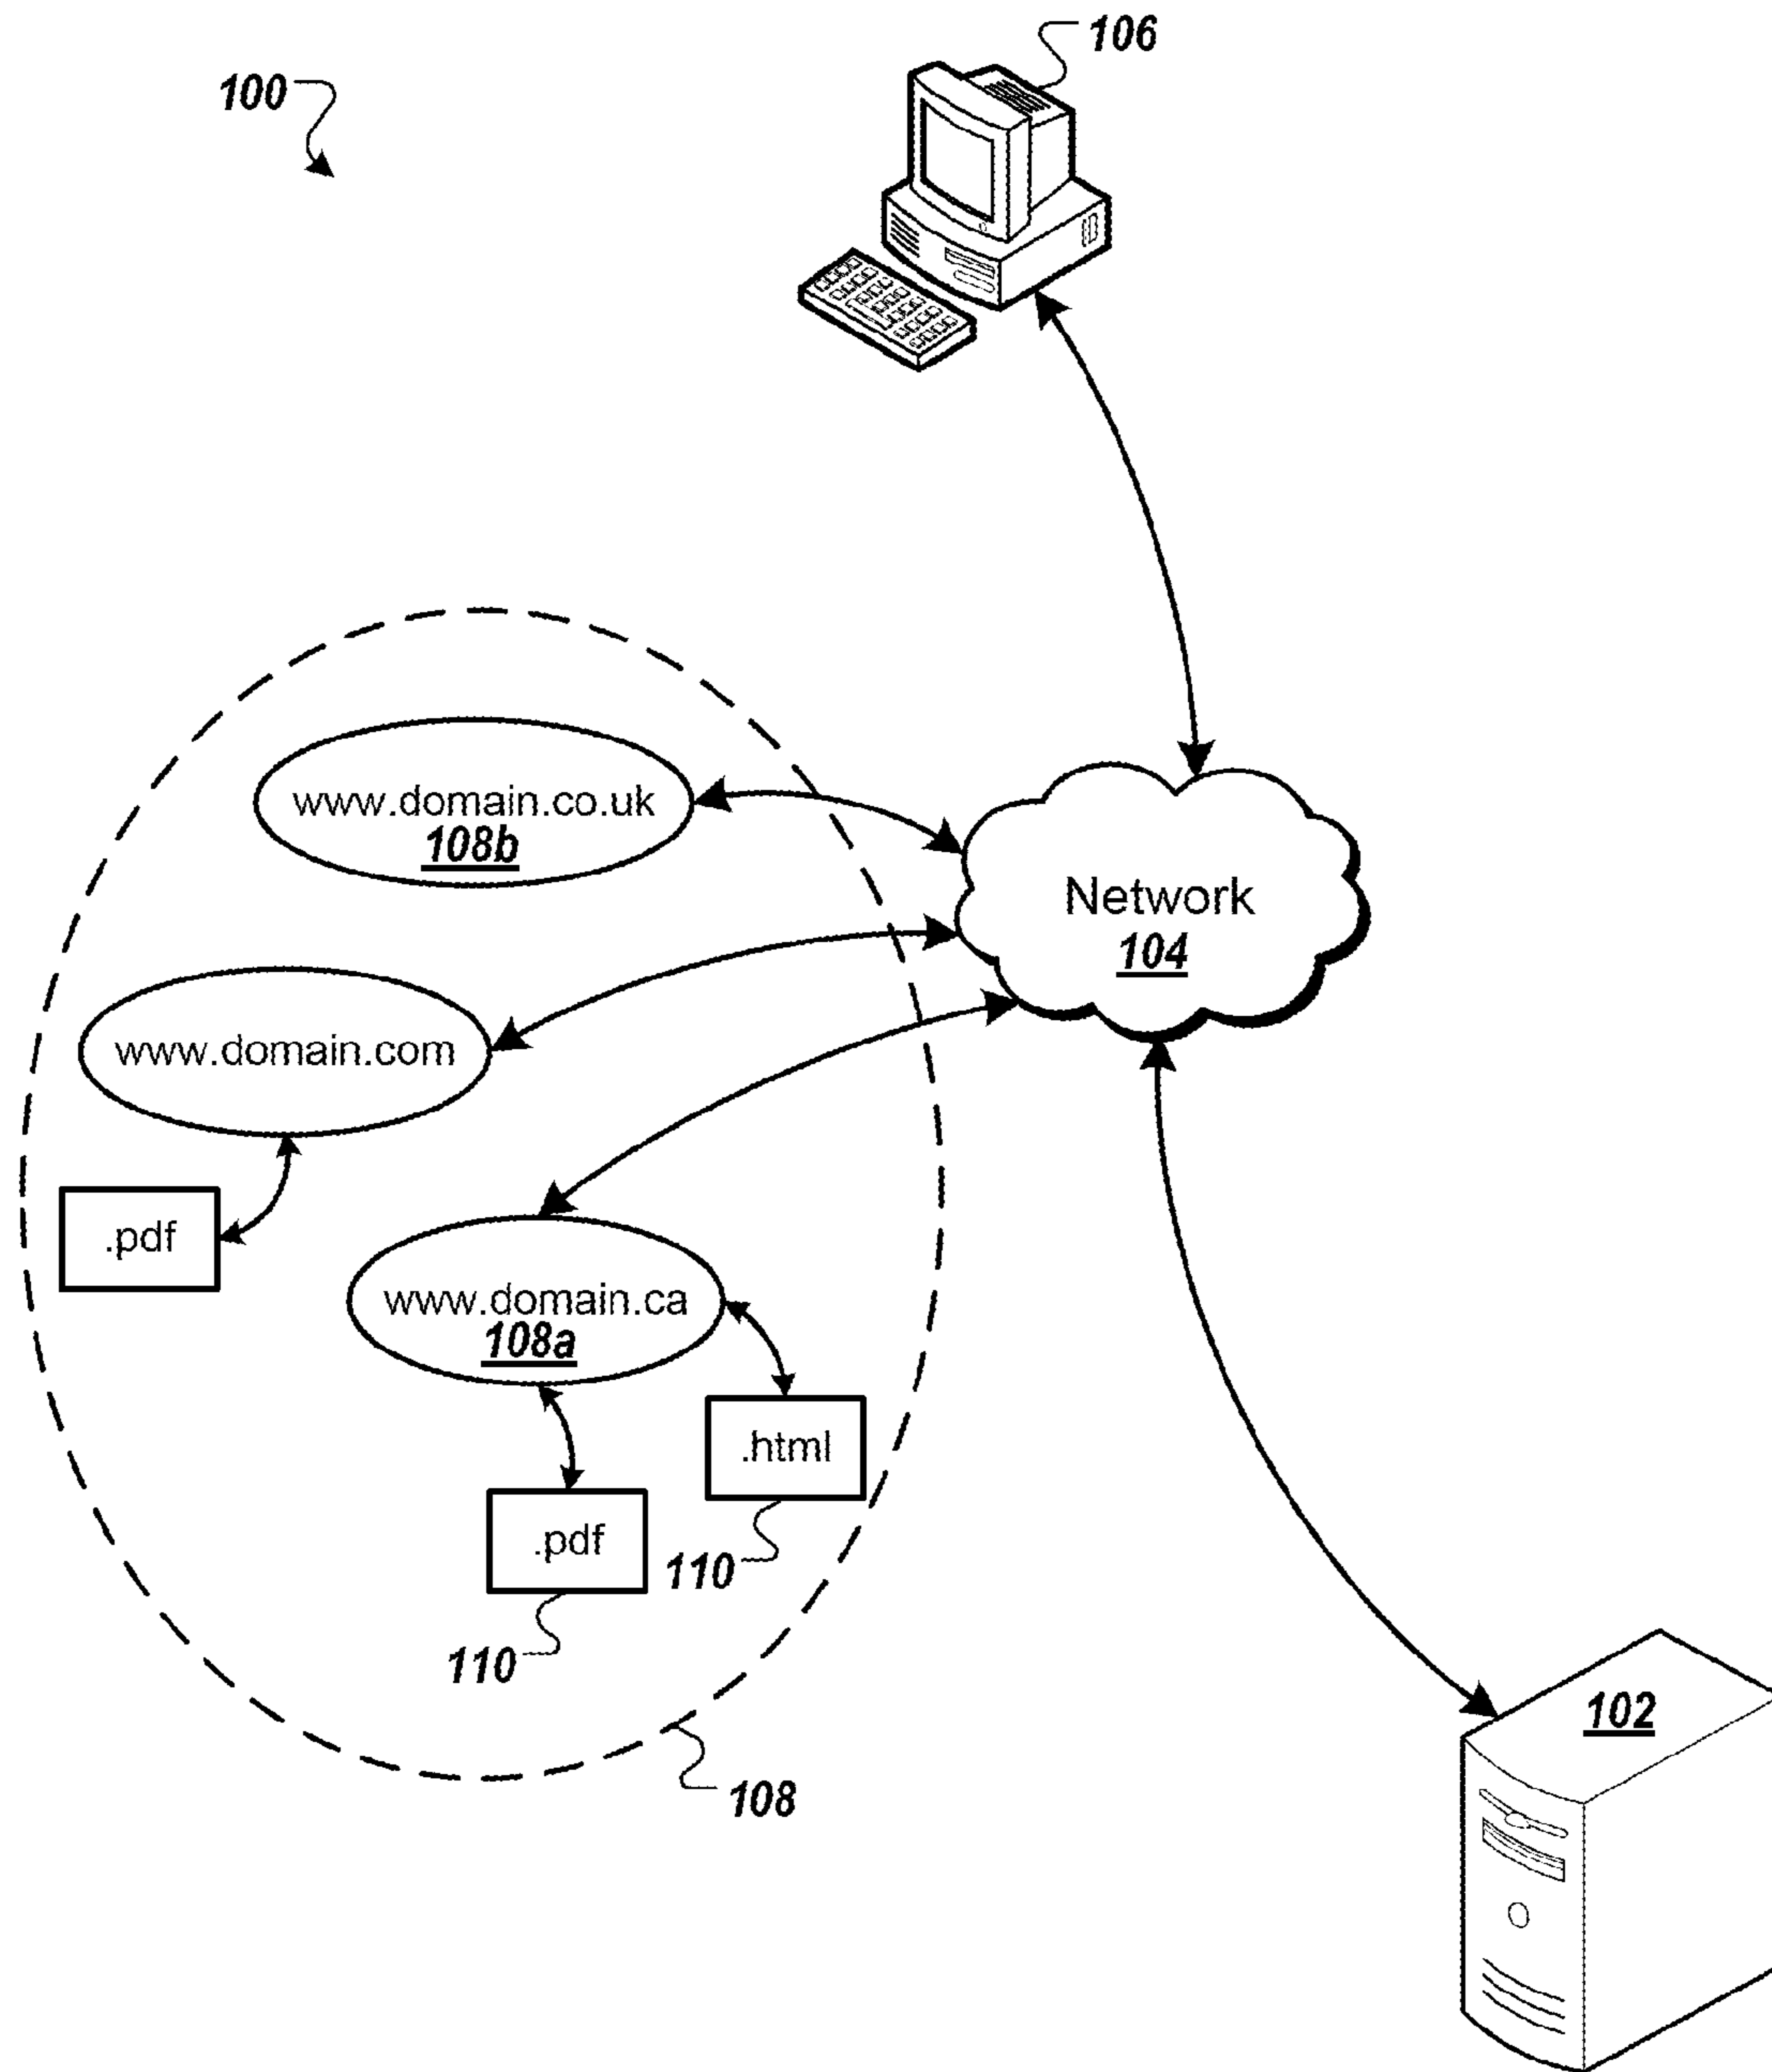 106
100
www.domain.co.uk
108b
Network
104
www.domain.com
.pdf
www.domain.ca
108a
.html
.pdf
110
110
102
108